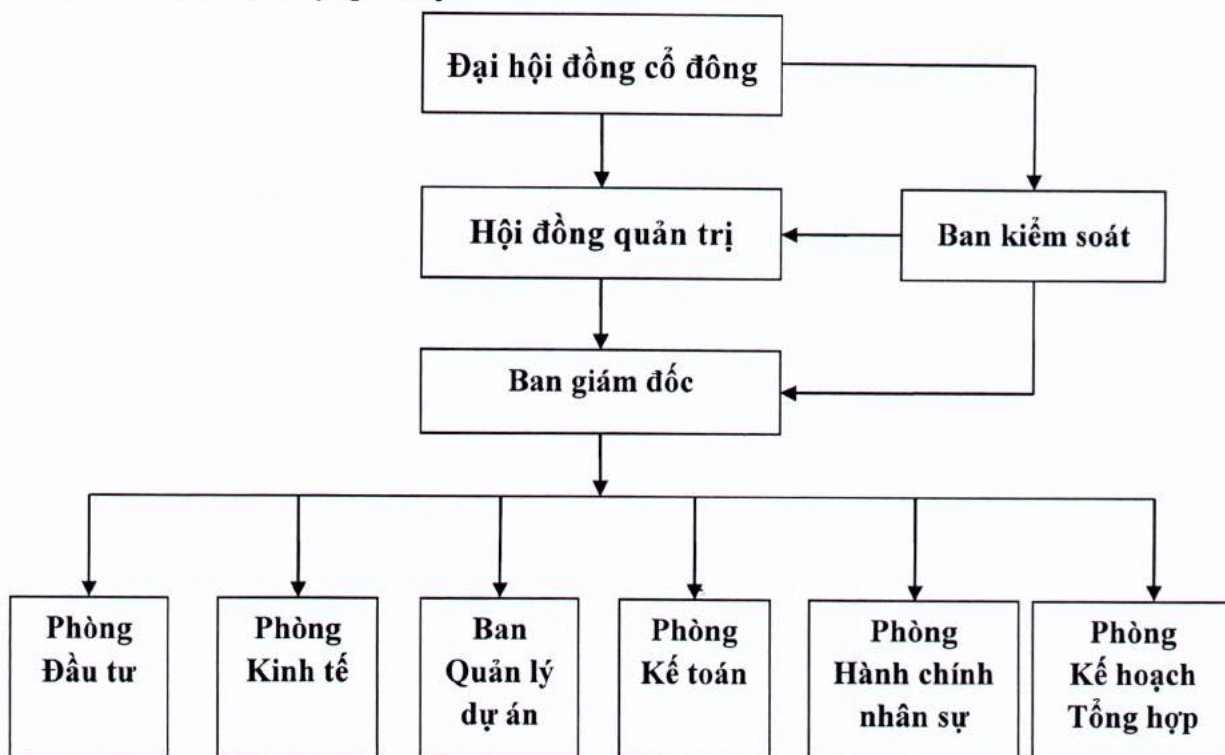 Đại hội đồng cổ đông
Hội đồng quản trị
Ban kiểm soát
Ban giám đốc
Phòng
Đầu tư
Phòng
Kinh tế
Ban
Quản lý
dự án
Phòng
Kế toán
Phòng
Hành chính
nhân sự
Phòng
Kế hoạch
Tổng hợp